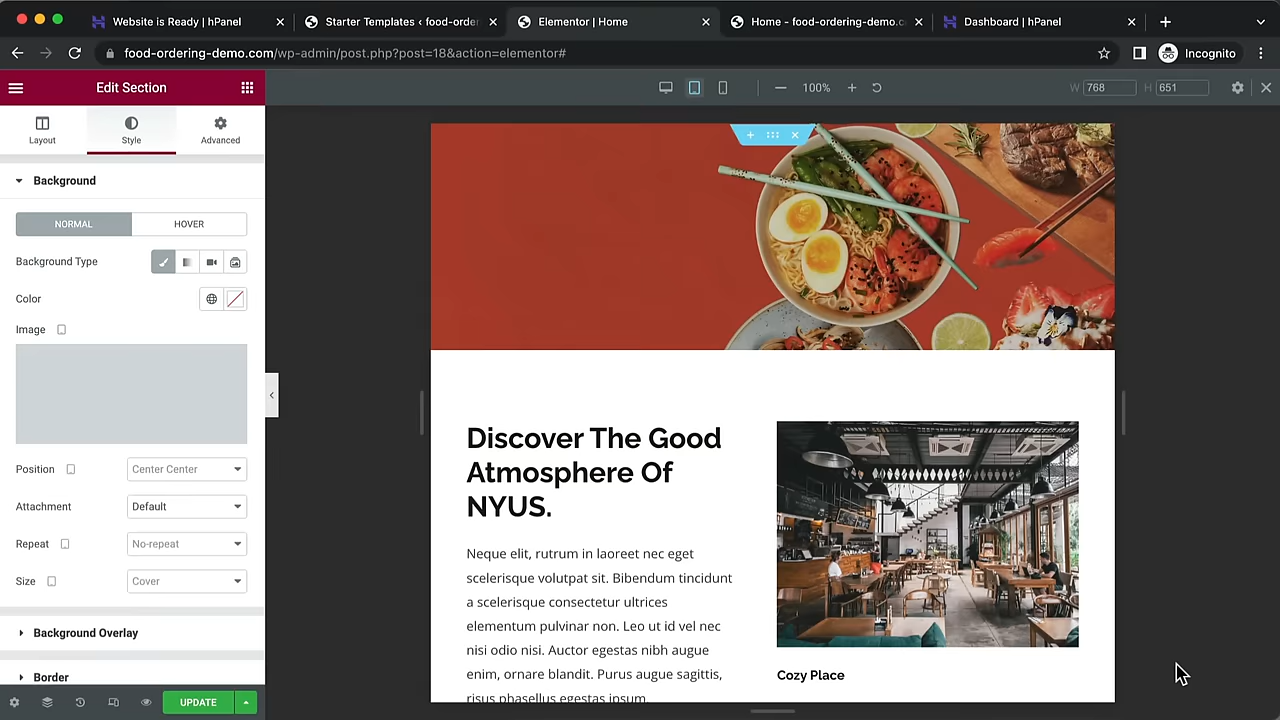 Website is Ready | hPanel
Starter Templates ‹ food-order
Elementor | Home
Home - food-ordering-demo.c
Dashboard | hPanel
food-ordering-demo.com/wp-admin/post.php?post=18&action=elementor#
Incognito
Edit Section
100%
W 768
H 651
Layout
Style
Advanced
Background
NORMAL
HOVER
Background Type
Color
Image
Position
Center Center
Attachment
Default
Repeat
No-repeat
Size
Cover
Background Overlay
Border
UPDATE
Discover The Good
Atmosphere Of
NYUS.
Neque elit, rutrum in laoreet nec eget
scelerisque volutpat sit. Bibendum tincidunt
a scelerisque consectetur ultrices
elementum pulvinar non. Leo ut id vel nec
nisi odio nisi. Auctor egestas nibh augue
enim, ornare blandit. Purus augue sagittis,
risus phasellus egestas ipsum.
Cozy Place